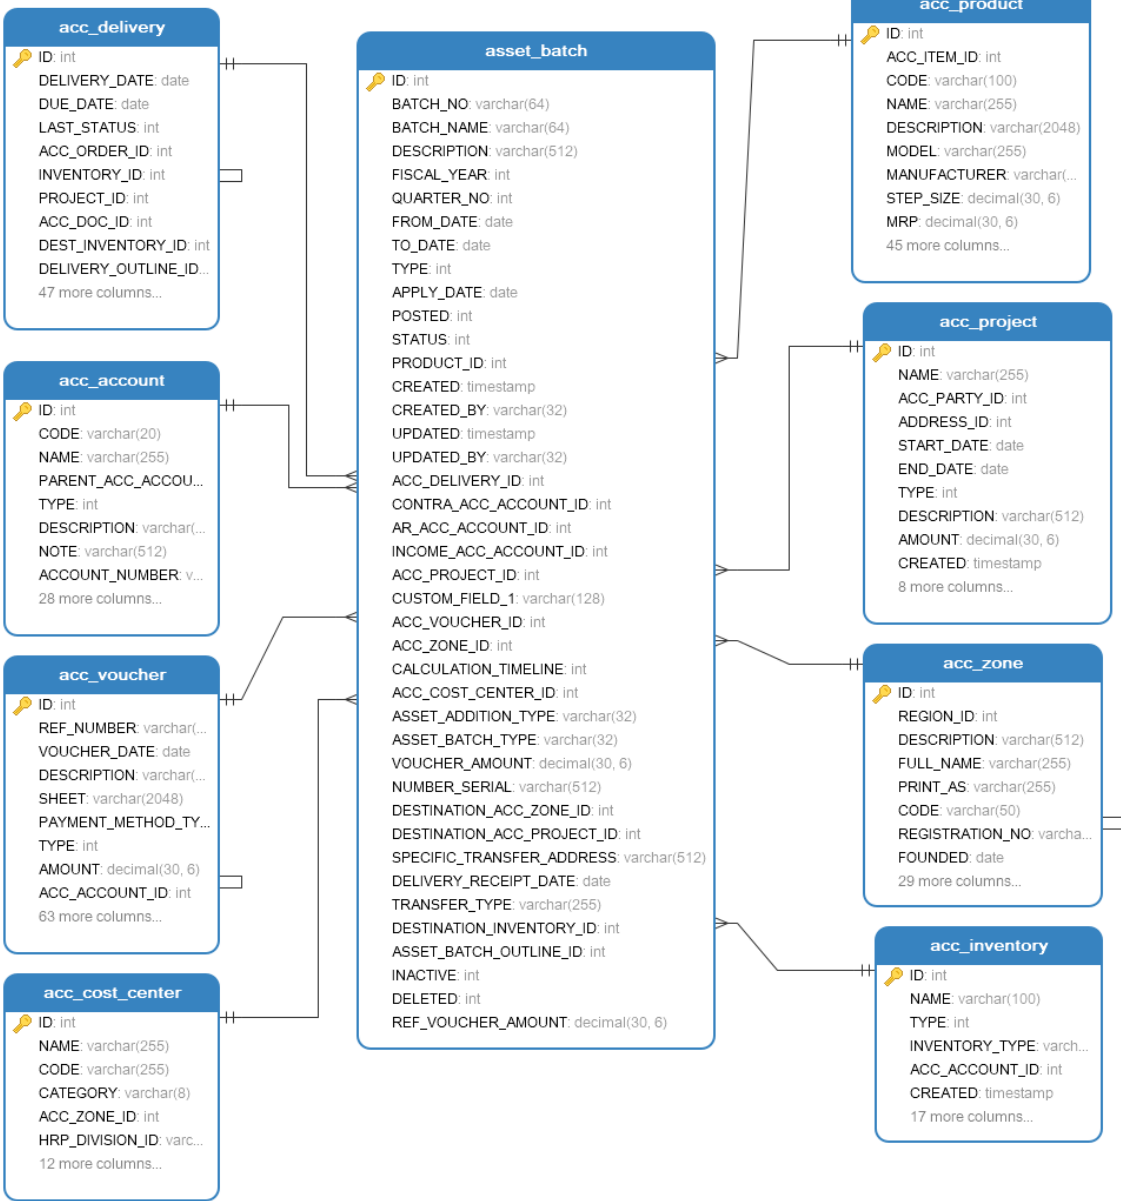 acc_delivery
ID: int
DELIVERY_DATE: date
DUE_DATE: date
LAST_STATUS: int
ACC_ORDER_ID: int
INVENTORY_ID: int
PROJECT_ID: int
ACC_DOC_ID: int
DEST_INVENTORY_ID: int
DELIVERY_OUTLINE_ID...
47 more columns...
acc_account
ID: int
CODE: varchar(20)
NAME: varchar(255)
PARENT_ACC_ACCOU...
TYPE: int
DESCRIPTION: varchar(...
NOTE: varchar(512)
ACCOUNT_NUMBER: v...
28 more columns...
acc_voucher
ID: int
REF_NUMBER: varchar(...
VOUCHER_DATE: date
DESCRIPTION: varchar(...
SHEET: varchar(2048)
PAYMENT_METHOD_TY...
TYPE: int
AMOUNT: decimal(30, 6)
ACC_ACCOUNT_ID: int
63 more columns...
acc_cost_center
ID: int
NAME: varchar(255)
CODE: varchar(255)
CATEGORY: varchar(8)
ACC_ZONE_ID: int
HRP_DIVISION_ID: varc...
12 more columns...
asset_batch
ID: int
BATCH_NO: varchar(64)
BATCH_NAME: varchar(64)
DESCRIPTION: varchar(512)
FISCAL_YEAR: int
QUARTER_NO: int
FROM_DATE: date
TO_DATE: date
TYPE: int
APPLY_DATE: date
POSTED: int
STATUS: int
PRODUCT_ID: int
CREATED: timestamp
CREATED_BY: varchar(32)
UPDATED: timestamp
UPDATED_BY: varchar(32)
ACC_DELIVERY_ID: int
CONTRA_ACC_ACCOUNT_ID: int
AR_ACC_ACCOUNT_ID: int
INCOME_ACC_ACCOUNT_ID: int
ACC_PROJECT_ID: int
CUSTOM_FIELD_1: varchar(128)
ACC_VOUCHER_ID: int
ACC_ZONE_ID: int
CALCULATION_TIMELINE: int
ACC_COST_CENTER_ID: int
ASSET_ADDITION_TYPE: varchar(32)
ASSET_BATCH_TYPE: varchar(32)
VOUCHER_AMOUNT: decimal(30, 6)
NUMBER_SERIAL: varchar(512)
DESTINATION_ACC_ZONE_ID: int
DESTINATION_ACC_PROJECT_ID: int
SPECIFIC_TRANSFER_ADDRESS: varchar(512)
DELIVERY_RECEIPT_DATE: date
TRANSFER_TYPE: varchar(255)
DESTINATION_INVENTORY_ID: int
ASSET_BATCH_OUTLINE_ID: int
INACTIVE: int
DELETED: int
REF_VOUCHER_AMOUNT: decimal(30, 6)
acc_product
ID: int
ACC_ITEM_ID: int
CODE: varchar(100)
NAME: varchar(255)
DESCRIPTION: varchar(2048)
MODEL: varchar(255)
MANUFACTURER: varchar(...
STEP_SIZE: decimal(30, 6)
MRP: decimal(30, 6)
45 more columns...
acc_project
ID: int
NAME: varchar(255)
ACC_PARTY_ID: int
ADDRESS_ID: int
START_DATE: date
END_DATE: date
TYPE: int
DESCRIPTION: varchar(512)
AMOUNT: decimal(30, 6)
CREATED: timestamp
8 more columns...
acc_zone
ID: int
REGION_ID: int
DESCRIPTION: varchar(512)
FULL_NAME: varchar(255)
PRINT_AS: varchar(255)
CODE: varchar(50)
REGISTRATION_NO: varcha...
FOUNDED: date
29 more columns...
acc_inventory
ID: int
NAME: varchar(100)
TYPE: int
INVENTORY_TYPE: varch...
ACC_ACCOUNT_ID: int
CREATED: timestamp
17 more columns...